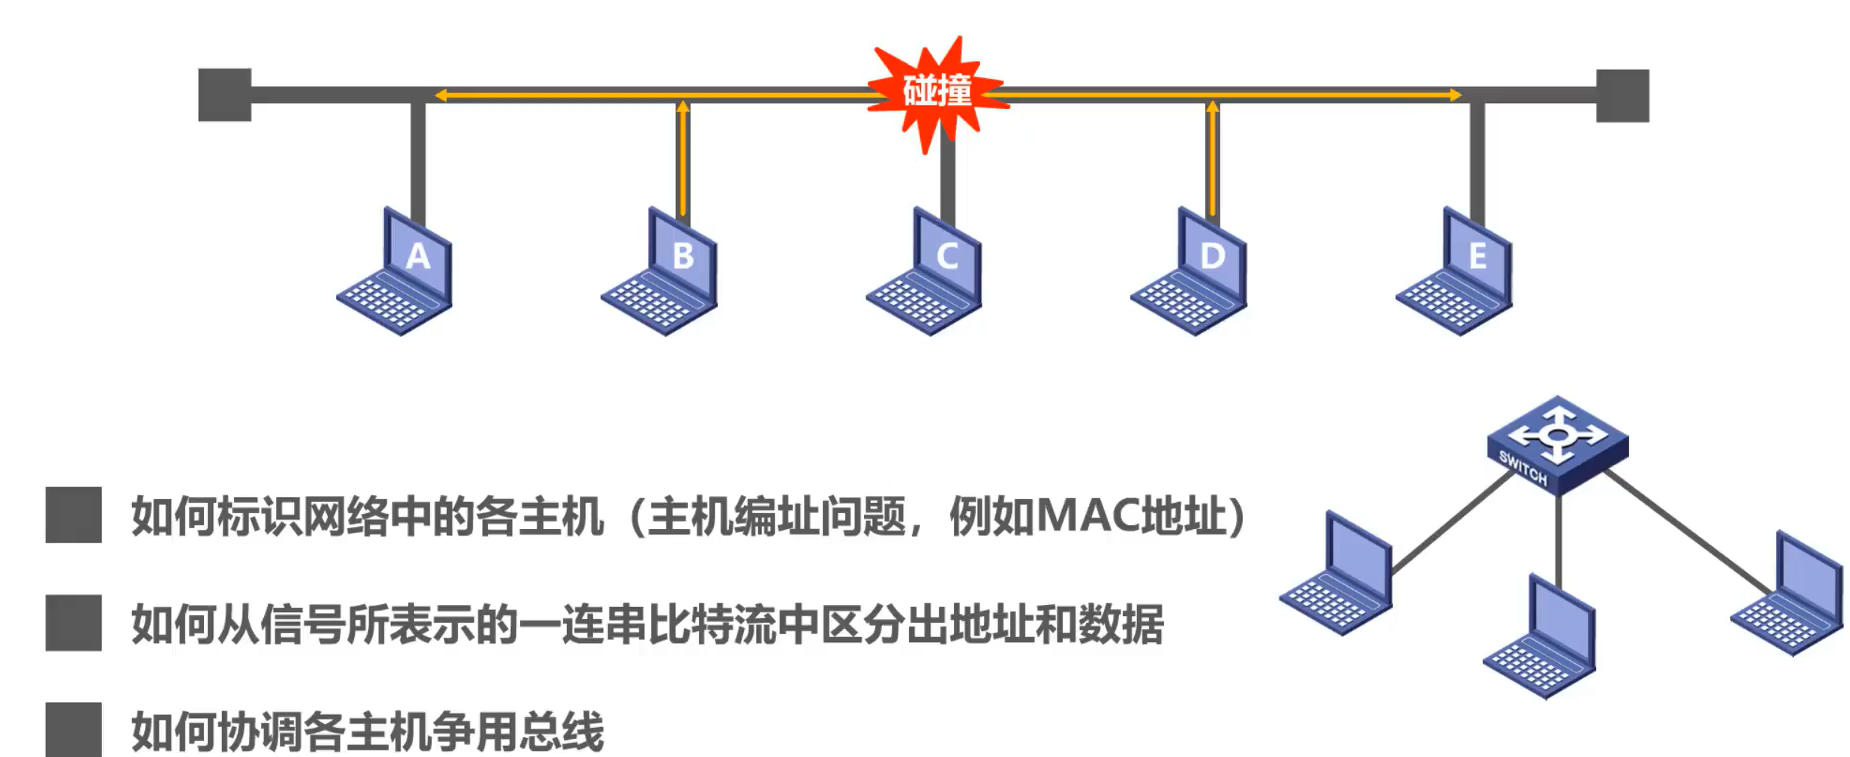 碰撞
A
B
C
D
E
SWITCH
如何标识网络中的各主机（主机编址问题，例如MAC地址）
如何从信号所表示的一连串比特流中区分出地址和数据
如何协调各主机争用总线